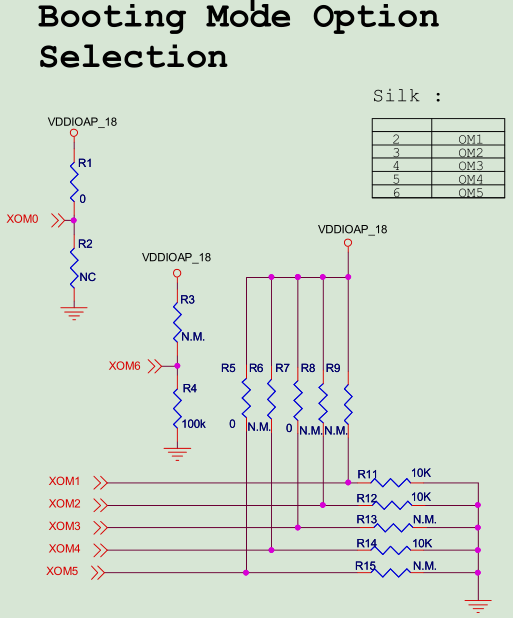 Booting Mode Option
Selection
Silk :
2 OM1
3 OM2
4 OM3
5 OM4
6 OM5
VDDIOAP_18
R1
0
XOM0
R2
NC
VDDIOAP_18
R3
N.M.
XOM6
R4
100k
VDDIOAP_18
R5 R6 R7 R8 R9
0 N.M. 0 N.M. N.M.
XOM1 R11 10K
XOM2 R12 10K
XOM3 R13 N.M.
XOM4 R14 10K
XOM5 R15 N.M.